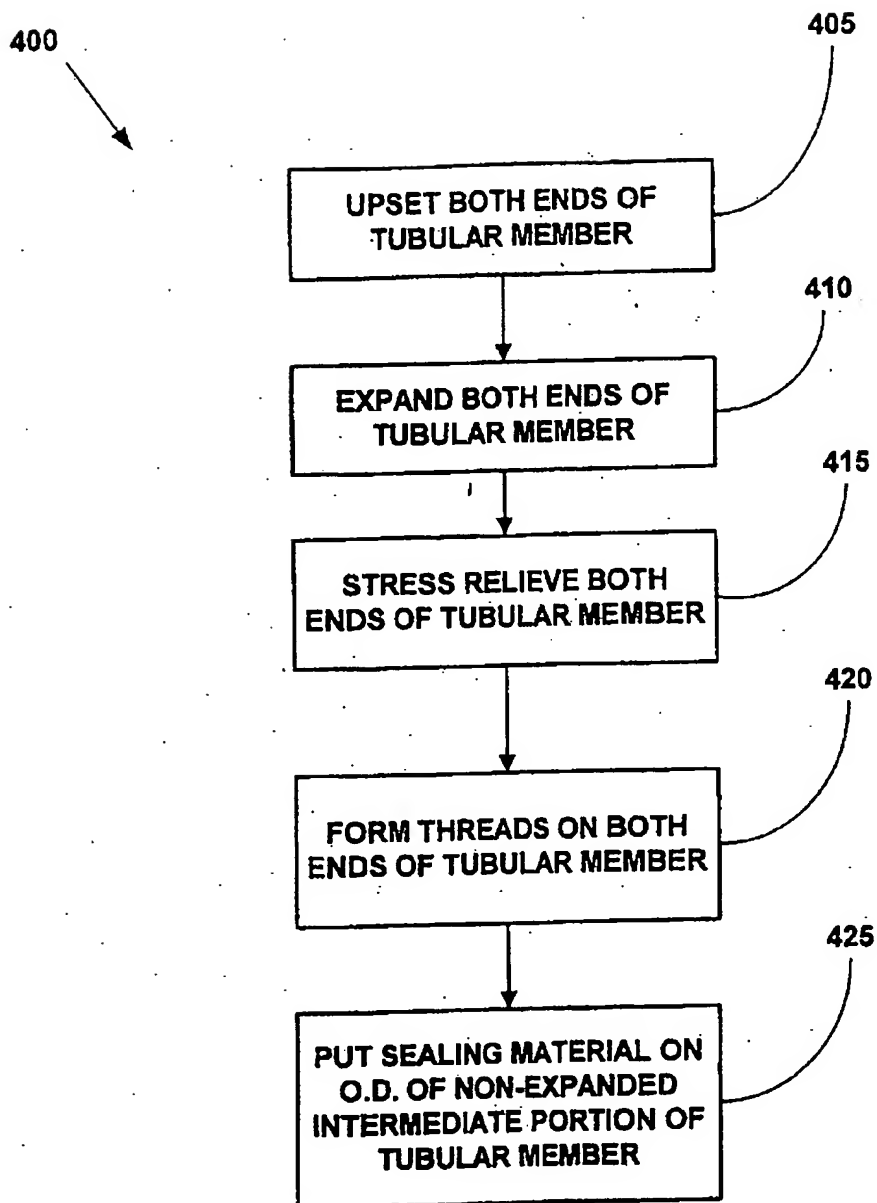 400
405
UPSET BOTH ENDS OF
TUBULAR MEMBER
410
EXPAND BOTH ENDS OF
TUBULAR MEMBER
415
STRESS RELIEVE BOTH
ENDS OF TUBULAR MEMBER
420
FORM THREADS ON BOTH
ENDS OF TUBULAR MEMBER
425
PUT SEALING MATERIAL ON
O.D. OF NON-EXPANDED
INTERMEDIATE PORTION OF
TUBULAR MEMBER